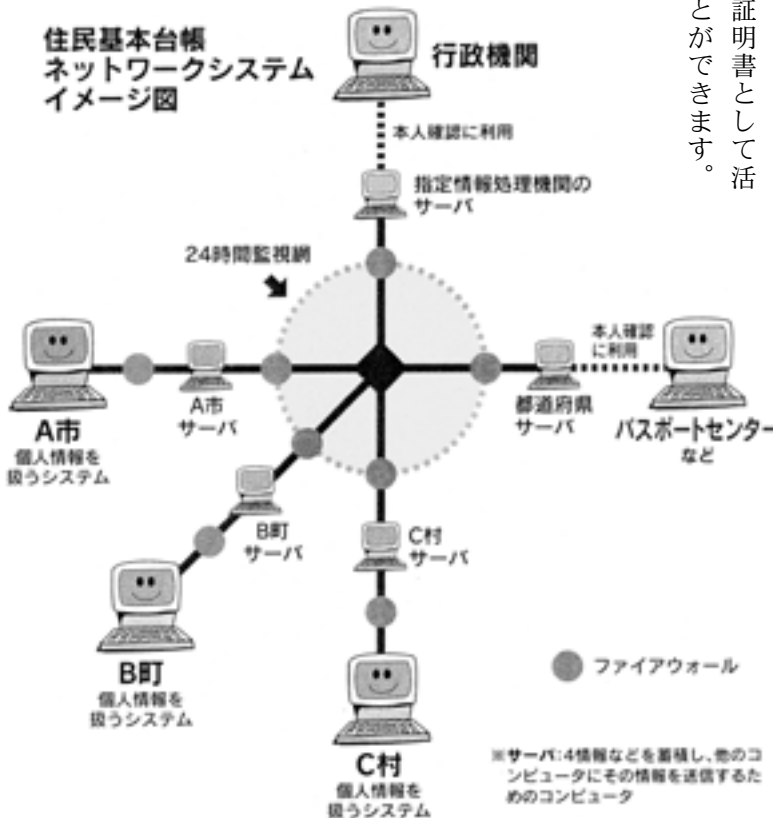 証明書として活
とができます。
住民基本台帳
ネットワークシステム
イメージ図
行政機関
本人確認に利用
指定情報処理機関の
サーバ
24時間監視網
A市
個人情報を
扱うシステム
A市
サーバ
都道府県
サーバ
本人確認
に利用
パスポートセンター
など
B町
サーバ
B町
個人情報を
扱うシステム
C村
サーバ
C村
個人情報を
扱うシステム
ファイアウォール
※サーバ:4情報などを蓄積し、他のコ
ンピュータにその情報を送信するた
めのコンピュータ